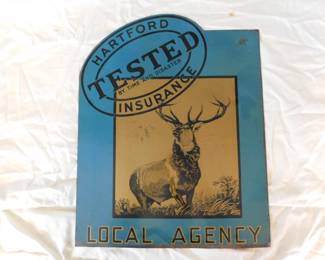 HARTFORD
TESTED
BY TIME AND DISASTER
INSURANCE
LOCAL AGENCY